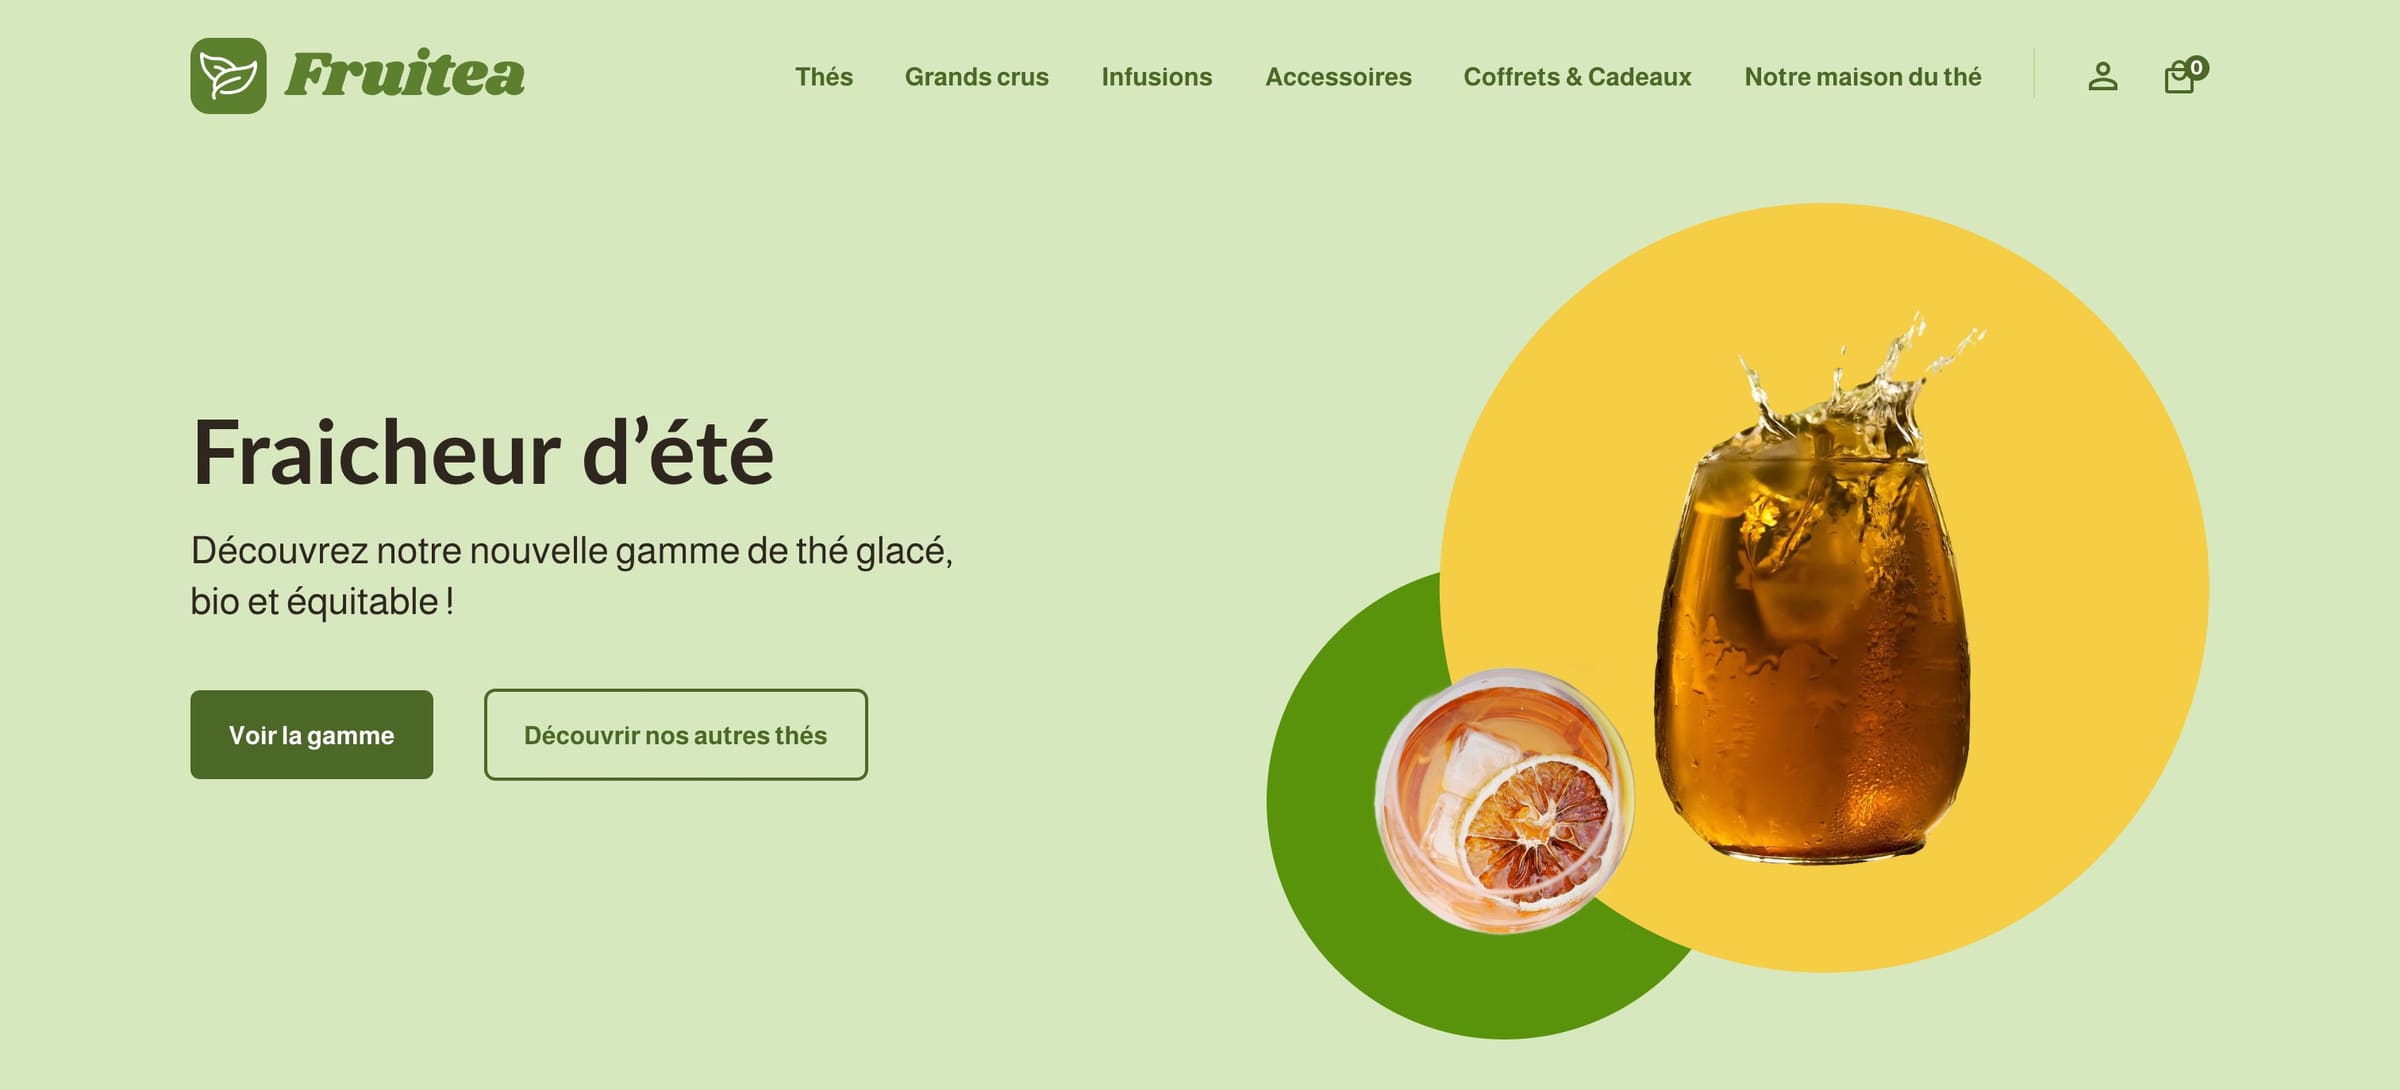 Fruitea
Thés
Grands crus
Infusions
Accessoires
Coffrets & Cadeaux
Notre maison du thé
0
Fraicheur d’été
Découvrez notre nouvelle gamme de thé glacé,
bio et équitable !
Voir la gamme
Découvrir nos autres thés